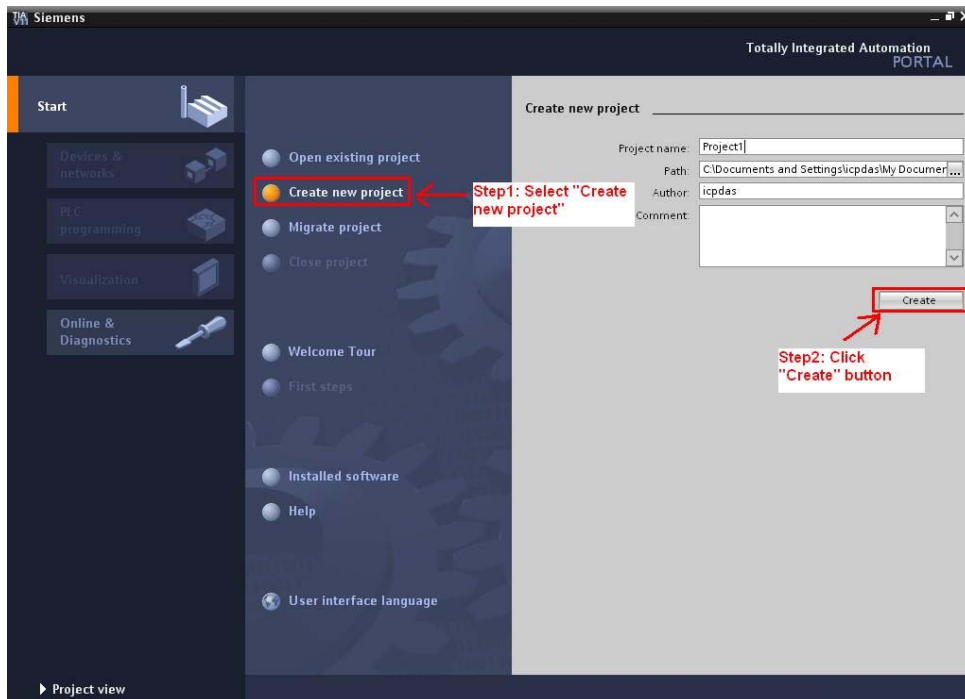 TIA V11 Siemens
Totally Integrated Automation
PORTAL
Start
Devices &
networks
PLC
programming
Visualization
Online &
Diagnostics
Open existing project
Create new project
Migrate project
Close project
Welcome Tour
First steps
Installed software
Help
User interface language
Step1: Select "Create
new project"
Create new project
Project name: Project1
Path: C:\Documents and Settings\icpdas\My Documer ...
Author: icpdas
Comment:
Create
Step2: Click
"Create" button
Project view